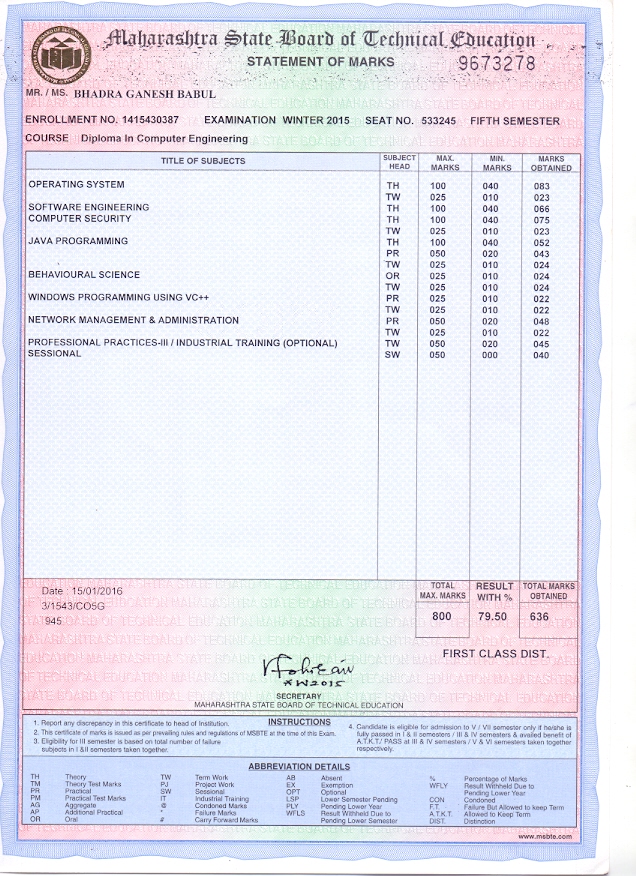 Maharashtra State Board of Technical Education
STATEMENT OF MARKS 9673278
MR. / MS. BHADRA GANESH BABUL
ENROLLMENT NO. 1415430387 EXAMINATION WINTER 2015 SEAT NO. 533245 FIFTH SEMESTER
COURSE Diploma In Computer Engineering
TITLE OF SUBJECTS SUBJECT HEAD MAX. MARKS MIN. MARKS MARKS OBTAINED
OPERATING SYSTEM TH 100 040 083
TW 025 010 023
SOFTWARE ENGINEERING TH 100 040 066
COMPUTER SECURITY TH 100 040 075
TW 025 010 023
JAVA PROGRAMMING TH 100 040 052
PR 050 020 043
TW 025 010 024
BEHAVIOURAL SCIENCE OR 025 010 024
TW 025 010 024
WINDOWS PROGRAMMING USING VC++ PR 025 010 022
TW 025 010 022
NETWORK MANAGEMENT & ADMINISTRATION PR 050 020 048
TW 025 010 022
PROFESSIONAL PRACTICES-III / INDUSTRIAL TRAINING (OPTIONAL) TW 050 020 045
SESSIONAL SW 050 000 040
Date : 15/01/2016
3/1543/CO5G
945
TOTAL MAX. MARKS RESULT WITH % TOTAL MARKS OBTAINED
800 79.50 636
FIRST CLASS DIST.
SECRETARY
MAHARASHTRA STATE BOARD OF TECHNICAL EDUCATION
INSTRUCTIONS
1. Report any discrepancy in this certificate to head of Institution.
2. This certificate of marks is issued as per prevailing rules and regulations of MSBTE at the time of this Exam.
3. Eligibility for III semester is based on total number of failure
subjects in I & II semesters taken together.
4. Candidate is eligible for admission to V / VII semester only if he/she is
fully passed in I & II semesters / III & IV semesters & availed benefit of
A.T.K.T./ PASS at III & IV semesters / V & VI semesters taken together
respectively.
ABBREVIATION DETAILS
TH Theory TW Term Work AB Absent % Percentage of Marks
TM Theory Test Marks PJ Project Work EX Exemption WFLY Result Withheld Due to
PR Practical SW Sessional OPT Optional Pending Lower Year
PM Practical Test Marks IT Industrial Training LSP Lower Semester Pending CON Condoned
AG Aggregate @ Condoned Marks PLY Pending Lower Year F.T. Failure But Allowed to keep Term
AP Additional Practical * Failure Marks WFLS Result Withheld Due to A.T.K.T. Allowed to Keep Term
OR Oral # Carry Forward Marks Pending Lower Semester DIST. Distinction
www.msbte.com